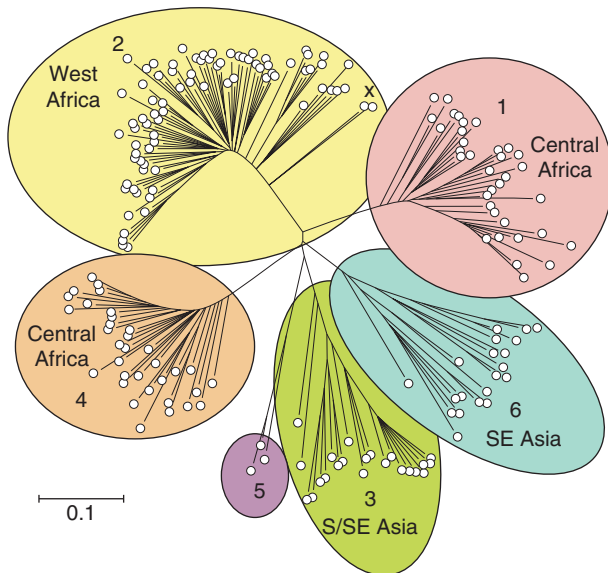 2
West
Africa
x
1
Central
Africa
Central
Africa
4
6
SE Asia
5
3
S/SE Asia
0.1